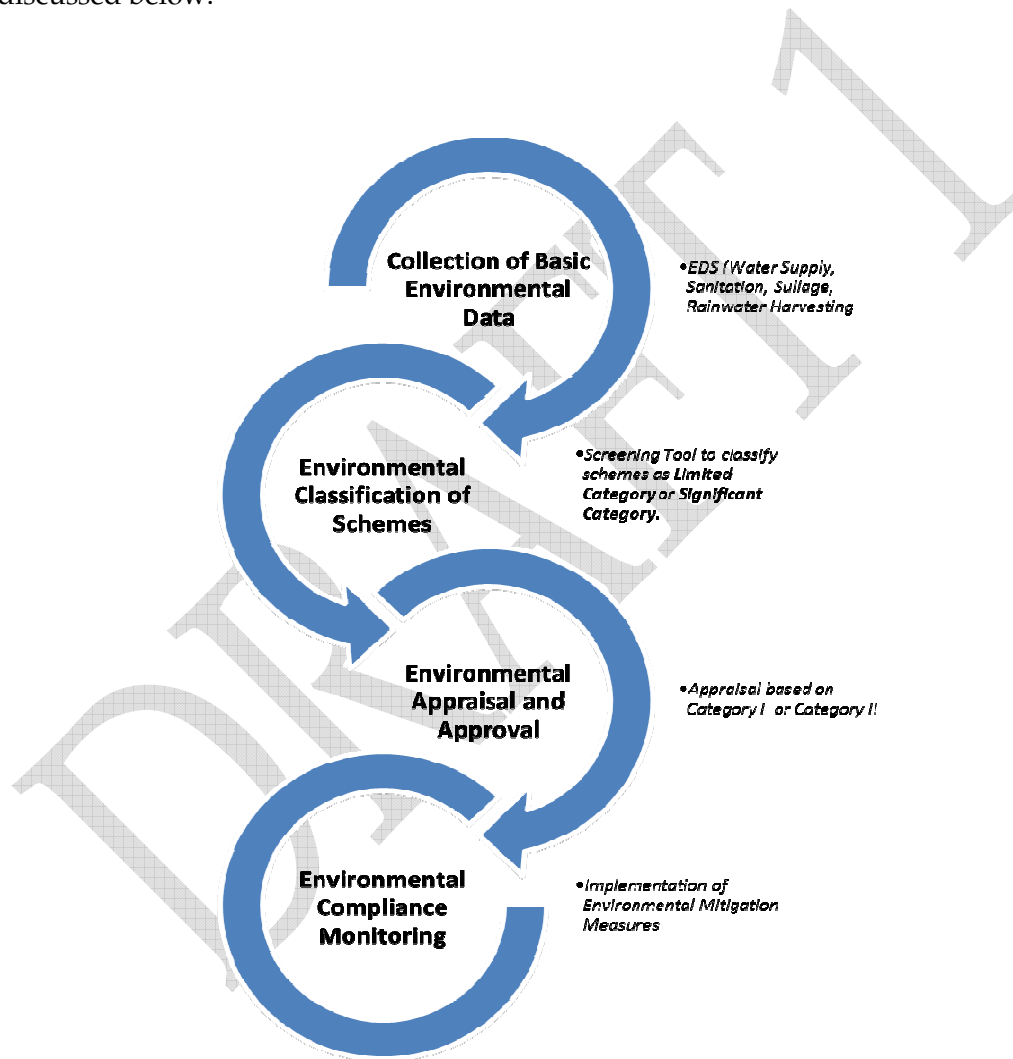 discussed below:
Collection of Basic
Environmental
Data
•EDS (Water Supply,
Sanitation, Sullage,
Rainwater Harvesting
Environmental
Classification of
Schemes
•Screening Tool to classify
schemes as Limited
Category or Significant
Category.
Environmental
Appraisal and
Approval
•Appraisal based on
Category I or Category II
Environmental
Compliance
Monitoring
•Implementation of
Environmental Mitigation
Measures
DRAFT 1